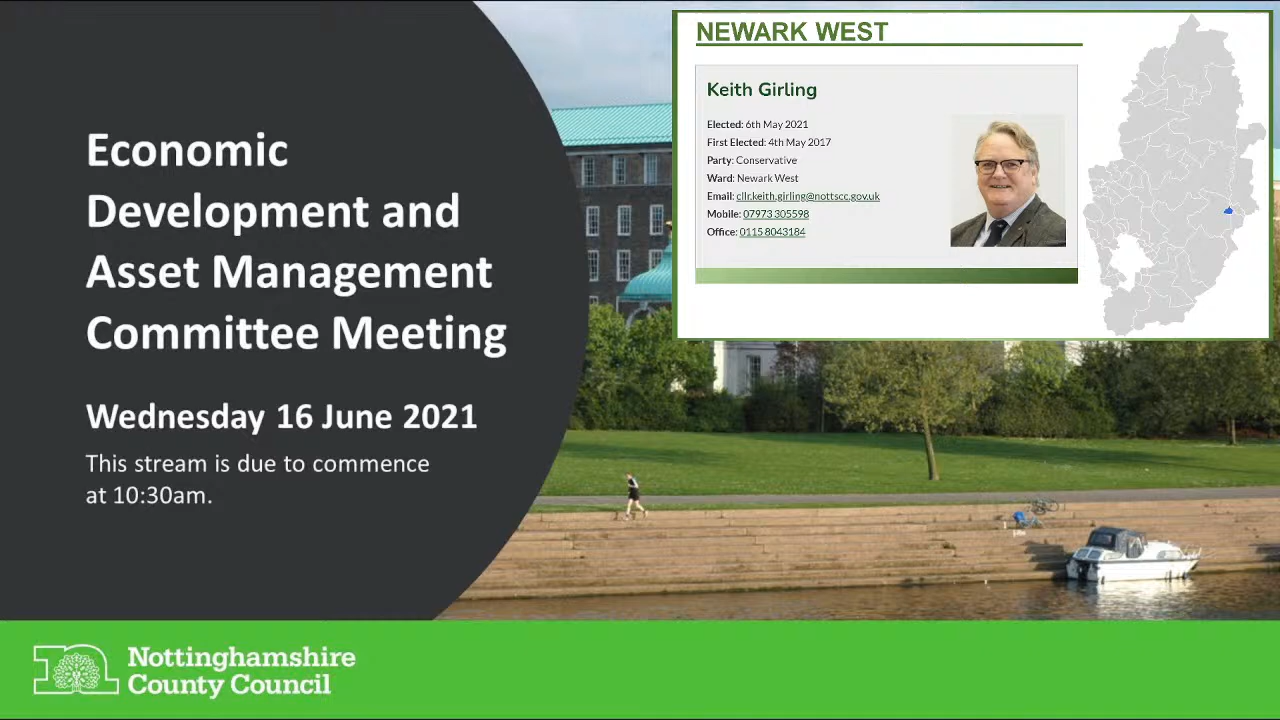 Economic
Development and
Asset Management
Committee Meeting
Wednesday 16 June 2021
This stream is due to commence
at 10:30am.
NEWARK WEST
Keith Girling
Elected: 6th May 2021
First Elected: 4th May 2017
Party: Conservative
Ward: Newark West
Email: cllr.keith.girling@nottscc.gov.uk
Mobile: 07973 305598
Office: 0115 8043184
Nottinghamshire
County Council